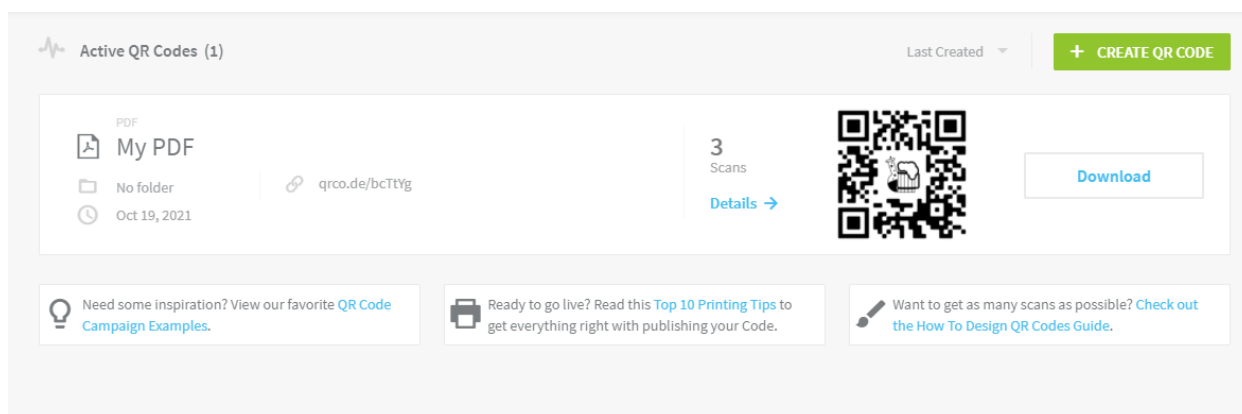 Active QR Codes (1)
Last Created
+ CREATE QR CODE
PDF
My PDF
No folder
qrco.de/bcTtYg
Oct 19, 2021
3
Scans
Details →
Download
Need some inspiration? View our favorite QR Code
Campaign Examples.
Ready to go live? Read this Top 10 Printing Tips to
get everything right with publishing your Code.
Want to get as many scans as possible? Check out
the How To Design QR Codes Guide.